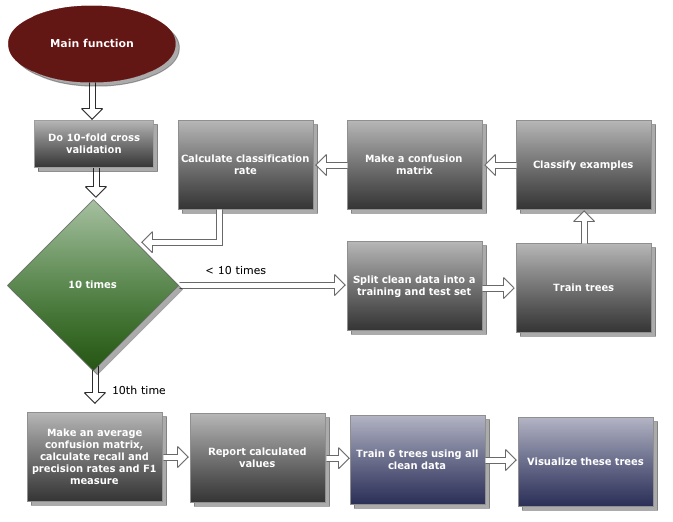 Main function
Do 10-fold cross
validation
Calculate classification
rate
Make a confusion
matrix
Classify examples
10 times
< 10 times
Split clean data into a
training and test set
Train trees
10th time
Make an average
confusion matrix,
calculate recall and
precision rates and F1
measure
Report calculated
values
Train 6 trees using all
clean data
Visualize these trees